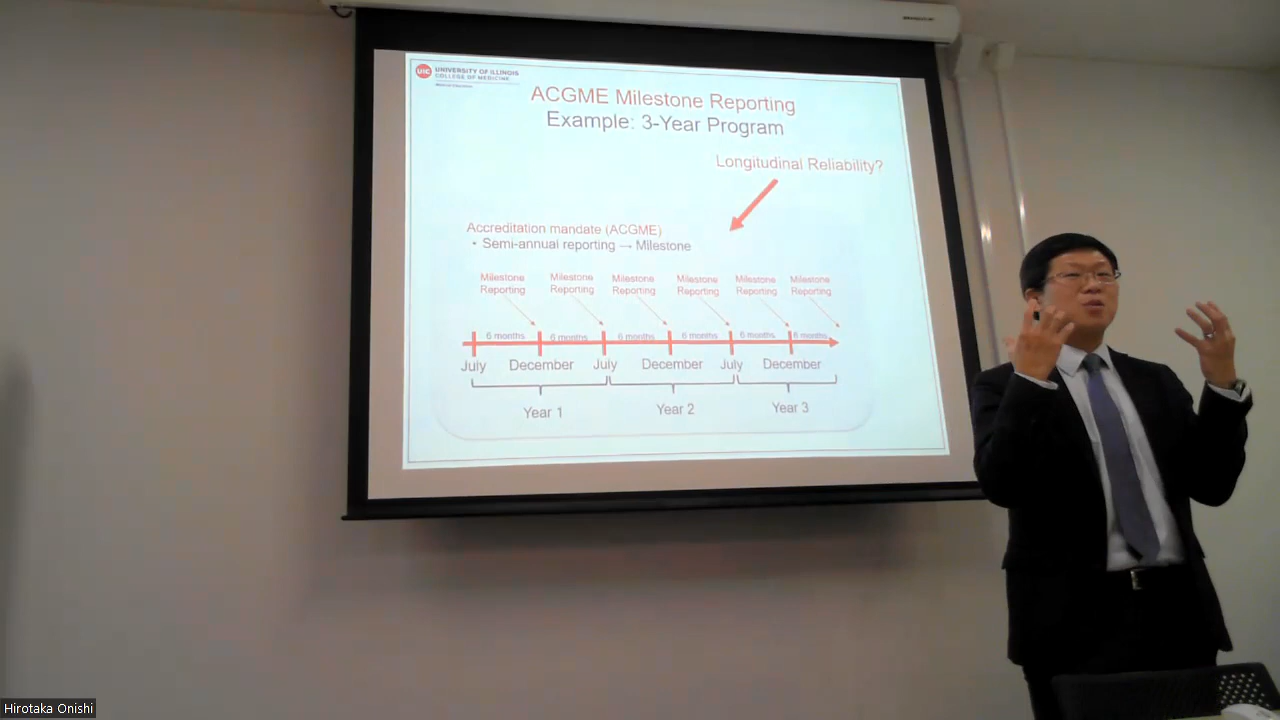 UIC
UNIVERSITY OF ILLINOIS
COLLEGE OF MEDICINE
Medical Education
ACGME Milestone Reporting
Example: 3-Year Program
Longitudinal Reliability?
Accreditation mandate (ACGME)
• Semi-annual reporting → Milestone
Milestone Milestone Milestone Milestone Milestone Milestone
Reporting Reporting Reporting Reporting Reporting Reporting
6 months 6 months 6 months 6 months 6 months 6 months
July December July December July December
Year 1 Year 2 Year 3
Hirotaka Onishi